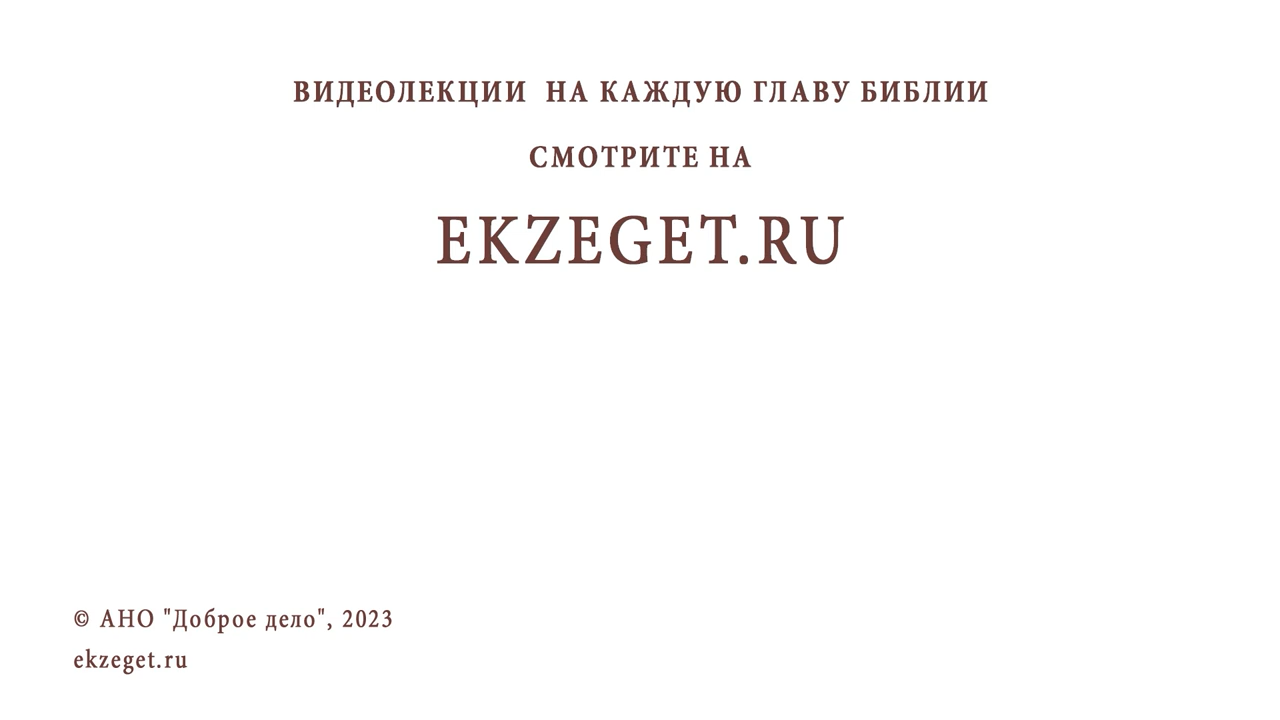 ВИДЕОЛЕКЦИИ НА КАЖДУЮ ГЛАВУ БИБЛИИ
СМОТРИТЕ НА
EKZEGET.RU
© АНО "Доброе дело", 2023
ekzeget.ru